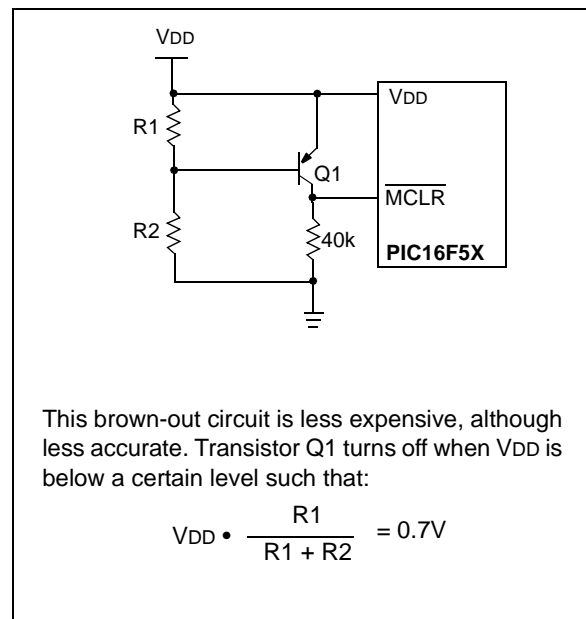 VDD
VDD
R1
Q1
MCLR
R2
40k
PIC16F5X
This brown-out circuit is less expensive, although
less accurate. Transistor Q1 turns off when VDD is
below a certain level such that:
VDD • R1 / R1 + R2 = 0.7V